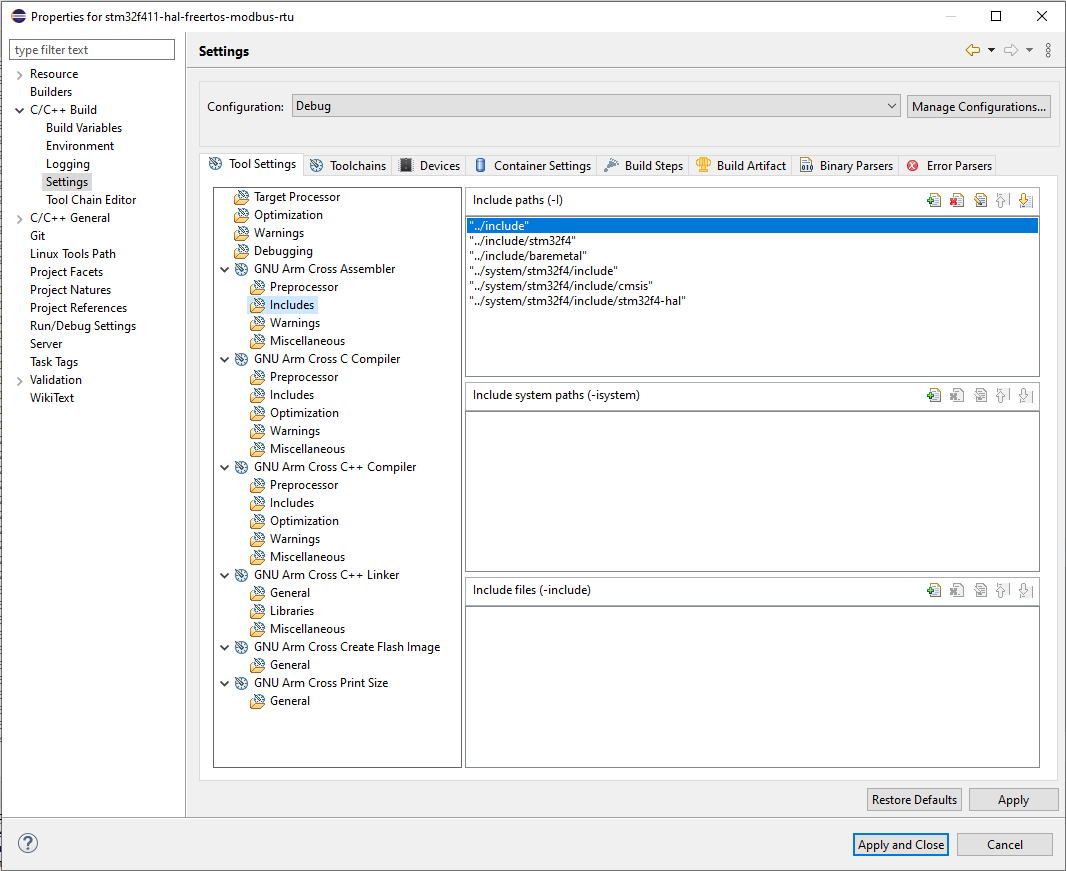 Properties for stm32f411-hal-freertos-modbus-rtu
type filter text
Resource
Builders
C/C++ Build
Build Variables
Environment
Logging
Settings
Tool Chain Editor
C/C++ General
Git
Linux Tools Path
Project Facets
Project Natures
Project References
Run/Debug Settings
Server
Task Tags
Validation
WikiText
Settings
Configuration: Debug Manage Configurations...
Tool Settings Toolchains Devices Container Settings Build Steps Build Artifact Binary Parsers Error Parsers
Target Processor
Optimization
Warnings
Debugging
GNU Arm Cross Assembler
Preprocessor
Includes
Warnings
Miscellaneous
GNU Arm Cross C Compiler
Preprocessor
Includes
Optimization
Warnings
Miscellaneous
GNU Arm Cross C++ Compiler
Preprocessor
Includes
Optimization
Warnings
Miscellaneous
GNU Arm Cross C++ Linker
General
Libraries
Miscellaneous
GNU Arm Cross Create Flash Image
General
GNU Arm Cross Print Size
General
Include paths (-I)
"../include"
"../include/stm32f4"
"../include/baremetal"
"../system/stm32f4/include"
"../system/stm32f4/include/cmsis"
"../system/stm32f4/include/stm32f4-hal"
Include system paths (-isystem)
Include files (-include)
Restore Defaults Apply
? Apply and Close Cancel